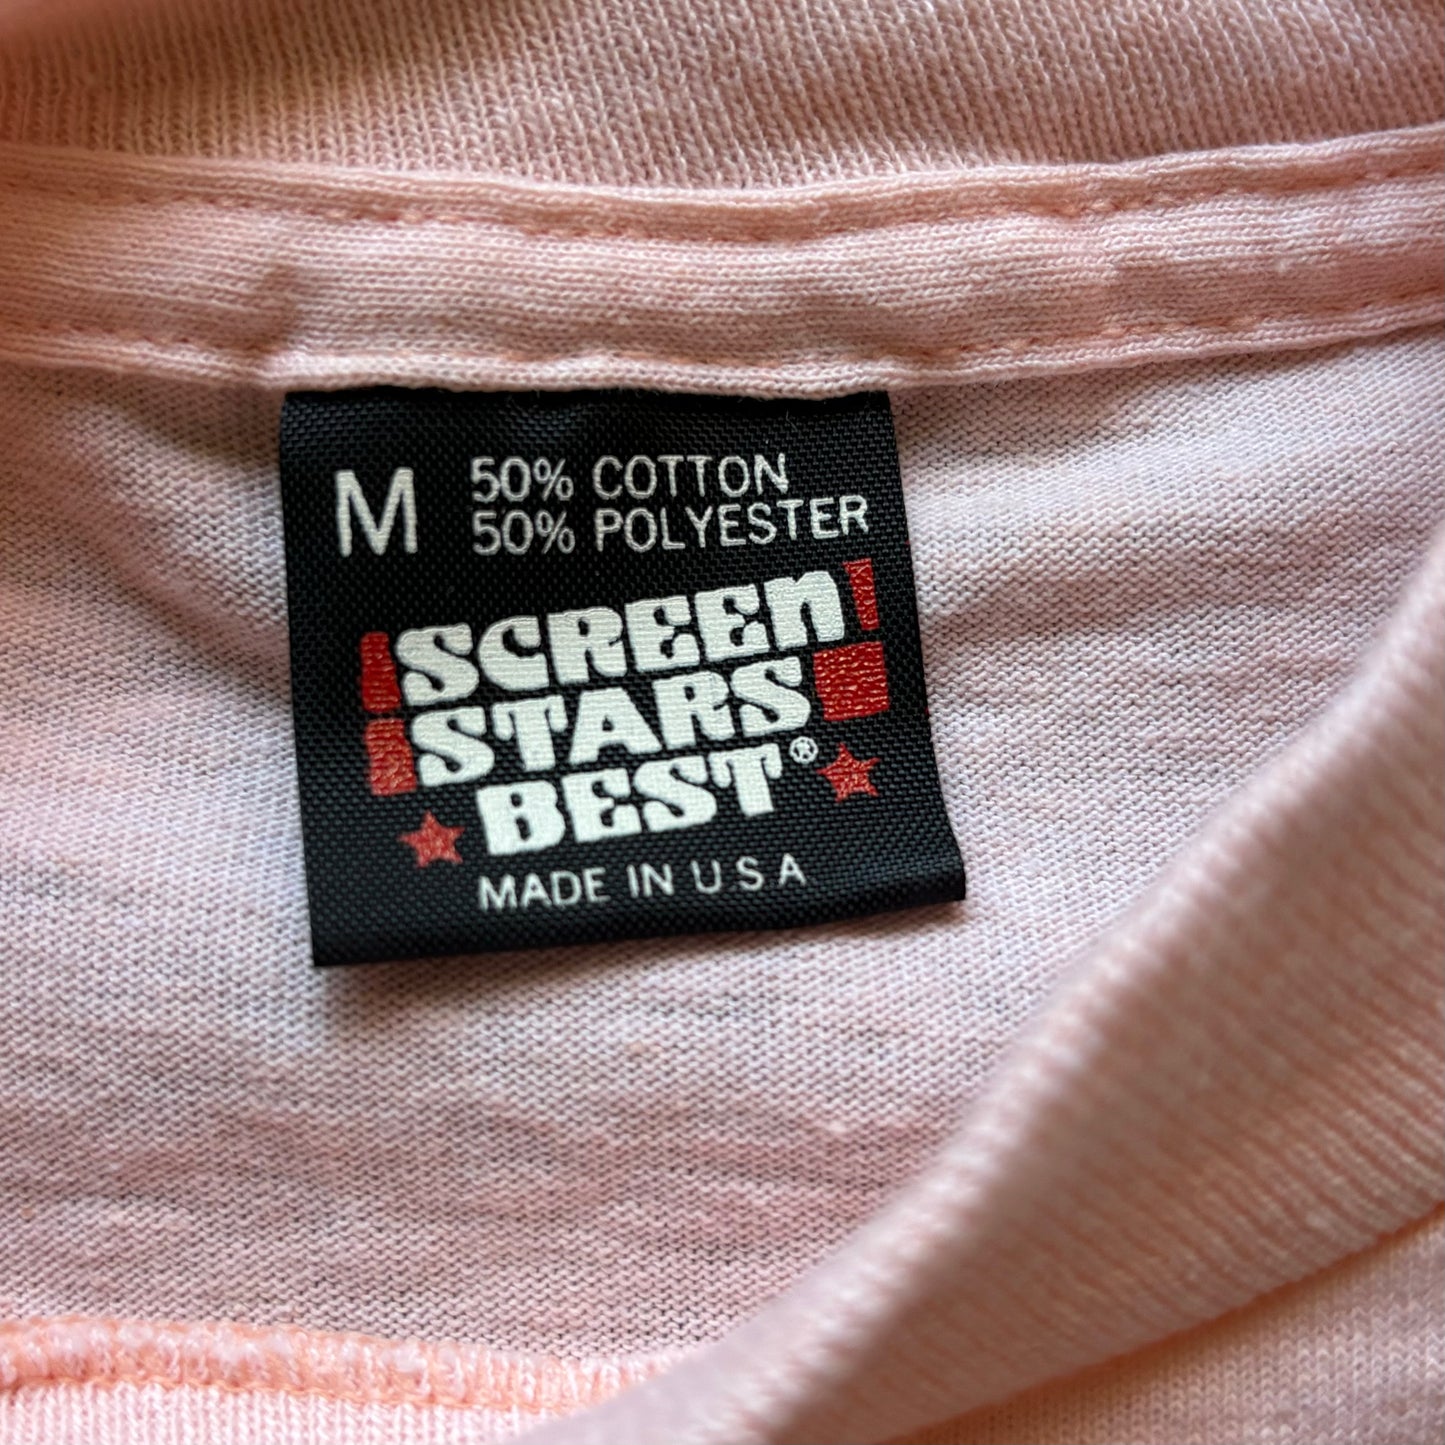 M 50% COTTON
50% POLYESTER
SCREEN
STARS
BEST®
MADE IN U S A